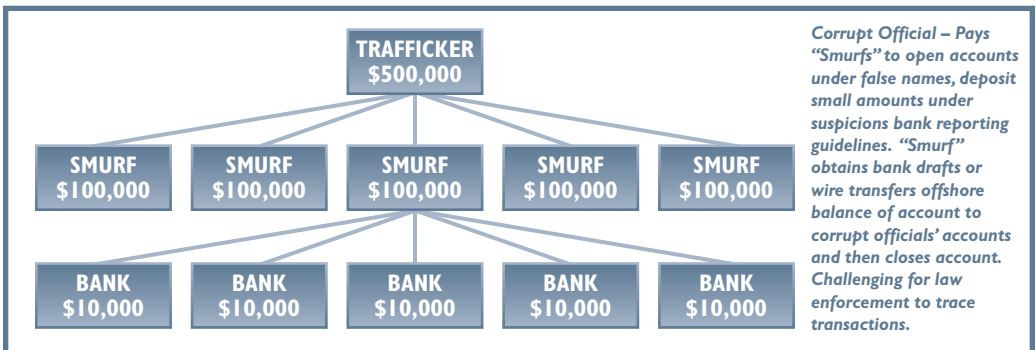 TRAFFICKER
$500,000
SMURF
$100,000
SMURF
$100,000
SMURF
$100,000
SMURF
$100,000
SMURF
$100,000
BANK
$10,000
BANK
$10,000
BANK
$10,000
BANK
$10,000
BANK
$10,000
Corrupt Official – Pays
“Smurfs” to open accounts
under false names, deposit
small amounts under
suspicions bank reporting
guidelines. “Smurf”
obtains bank drafts or
wire transfers offshore
balance of account to
corrupt officials’ accounts
and then closes account.
Challenging for law
enforcement to trace
transactions.